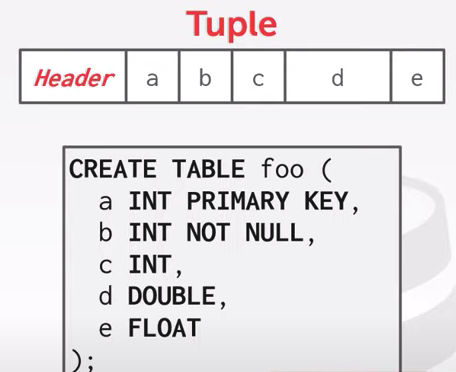 Tuple
Header a b c d e
CREATE TABLE foo (
a INT PRIMARY KEY,
b INT NOT NULL,
c INT,
d DOUBLE,
e FLOAT
);